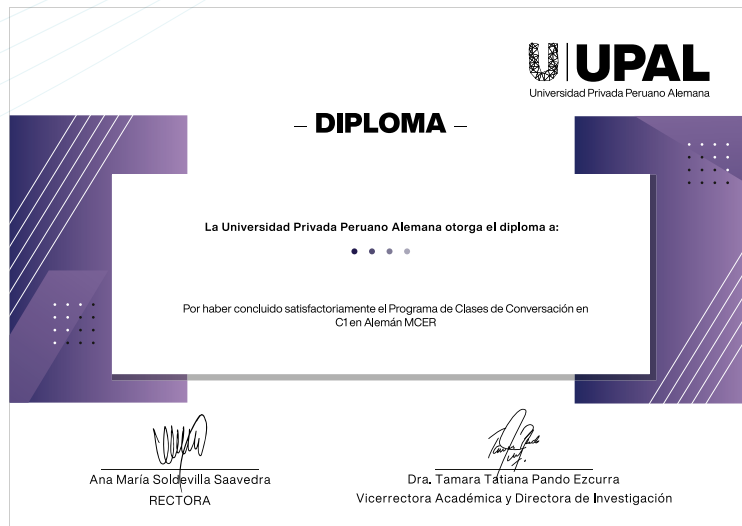 UPAL
Universidad Privada Peruano Alemana
– DIPLOMA –
La Universidad Privada Peruano Alemana otorga el diploma a:
Por haber concluido satisfactoriamente el Programa de Clases de Conversación en
C1 en Alemán MCER
Ana María Soldevilla Saavedra
RECTORA
Dra. Tamara Tatiana Pando Ezcurra
Vicerrectora Académica y Directora de Investigación